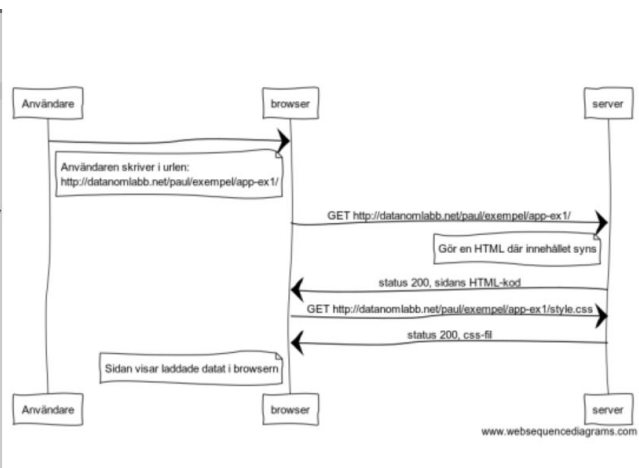 Användare
browser
server
Användaren skriver i urlen:
http://datanomlabb.net/paul/exempel/app-ex1/
GET http://datanomlabb.net/paul/exempel/app-ex1/
Gör en HTML där innehållet syns
status 200, sidans HTML-kod
GET http://datanomlabb.net/paul/exempel/app-ex1/style.css
status 200, css-fil
Sidan visar laddade datat i browsern
Användare
browser
server
www.websequencediagrams.com